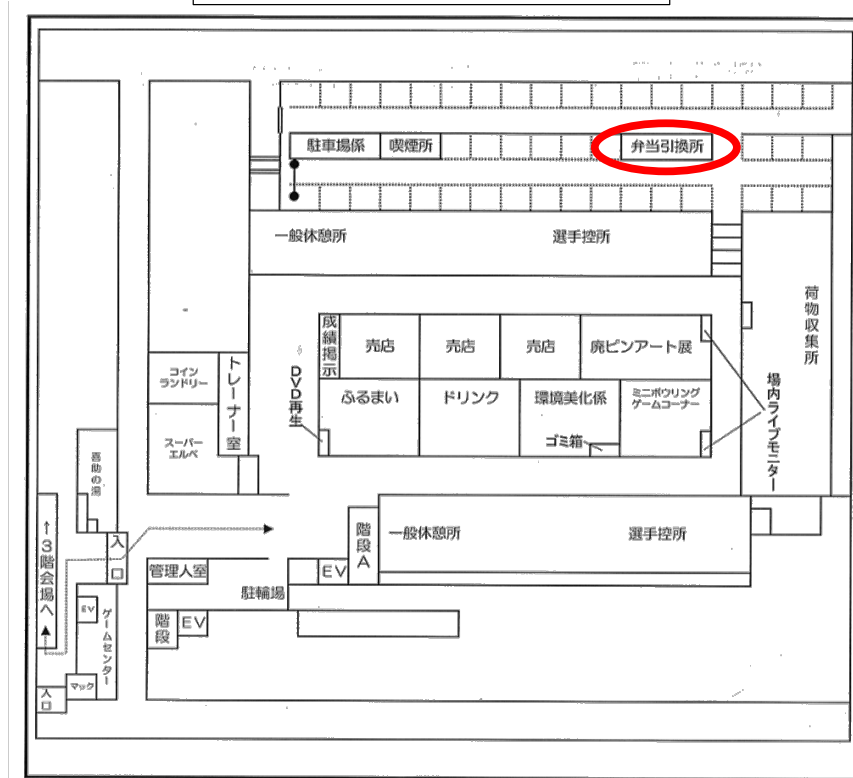 駐車場係
喫煙所
弁当引換所
一般休憩所
選手控所
荷物収集所
成績掲示
売店
売店
売店
廃ピンアート展
コイン
ランドリー
トレーナー室
DVD再生
ふるまい
ドリンク
環境美化係
ミニボウリング
ゲームコーナー
場内ライブモニター
スーパー
エルベ
ゴミ箱
喜助の湯
↑3階会場へ
入口
階段A
一般休憩所
選手控所
管理人室
EV
駐輪場
EV
ゲームセンター
階段
EV
マック
入口